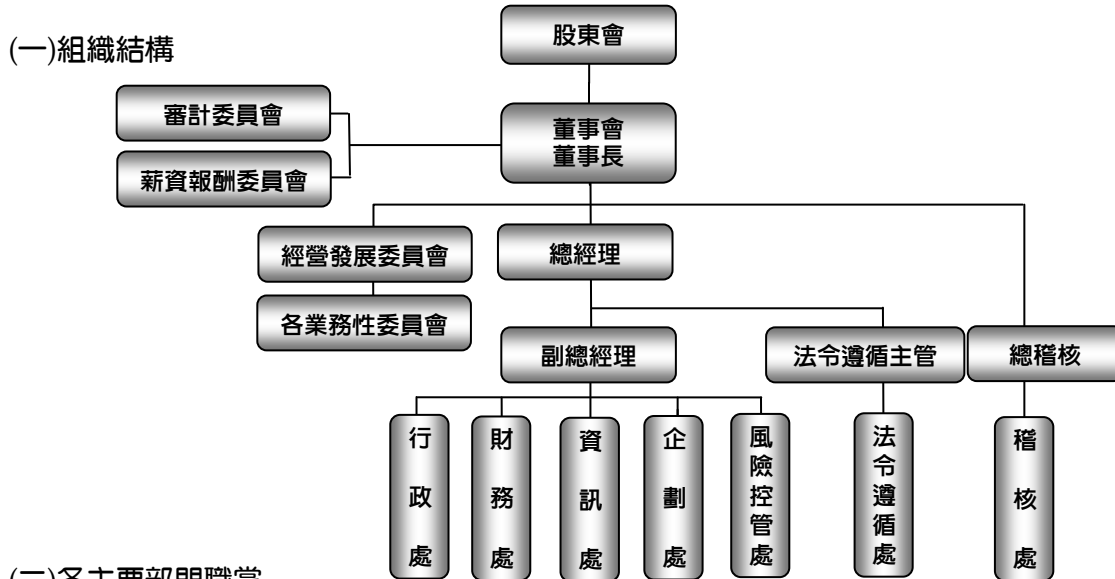 (一)組織結構
股東會
審計委員會
董事會
董事長
薪資報酬委員會
經營發展委員會
總經理
各業務性委員會
副總經理
法令遵循主管
總稽核
行政處
財務處
資訊處
企劃處
風險控管處
法令遵循處
稽核處